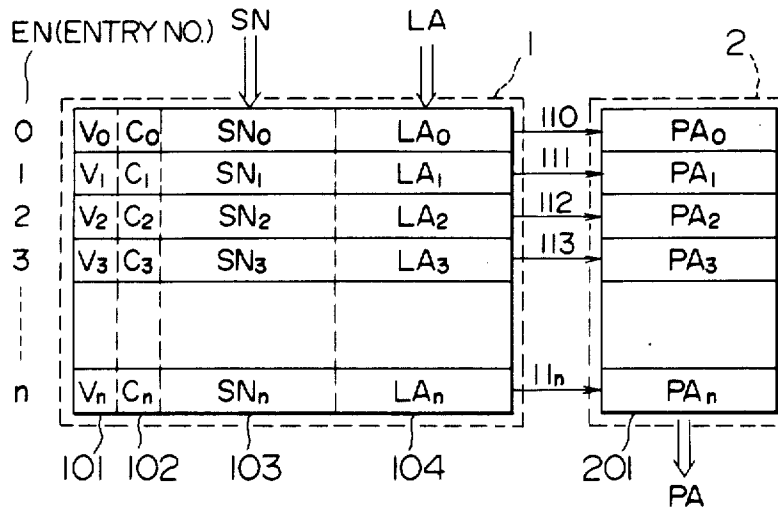 EN(ENTRY NO.) SN LA 1 2
0 V₀ C₀ SN₀ LA₀ 110 PA₀
1 V₁ C₁ SN₁ LA₁ 111 PA₁
2 V₂ C₂ SN₂ LA₂ 112 PA₂
3 V₃ C₃ SN₃ LA₃ 113 PA₃
n Vₙ Cₙ SNₙ LAₙ 11ₙ PAₙ
101 102 103 104 201
PA